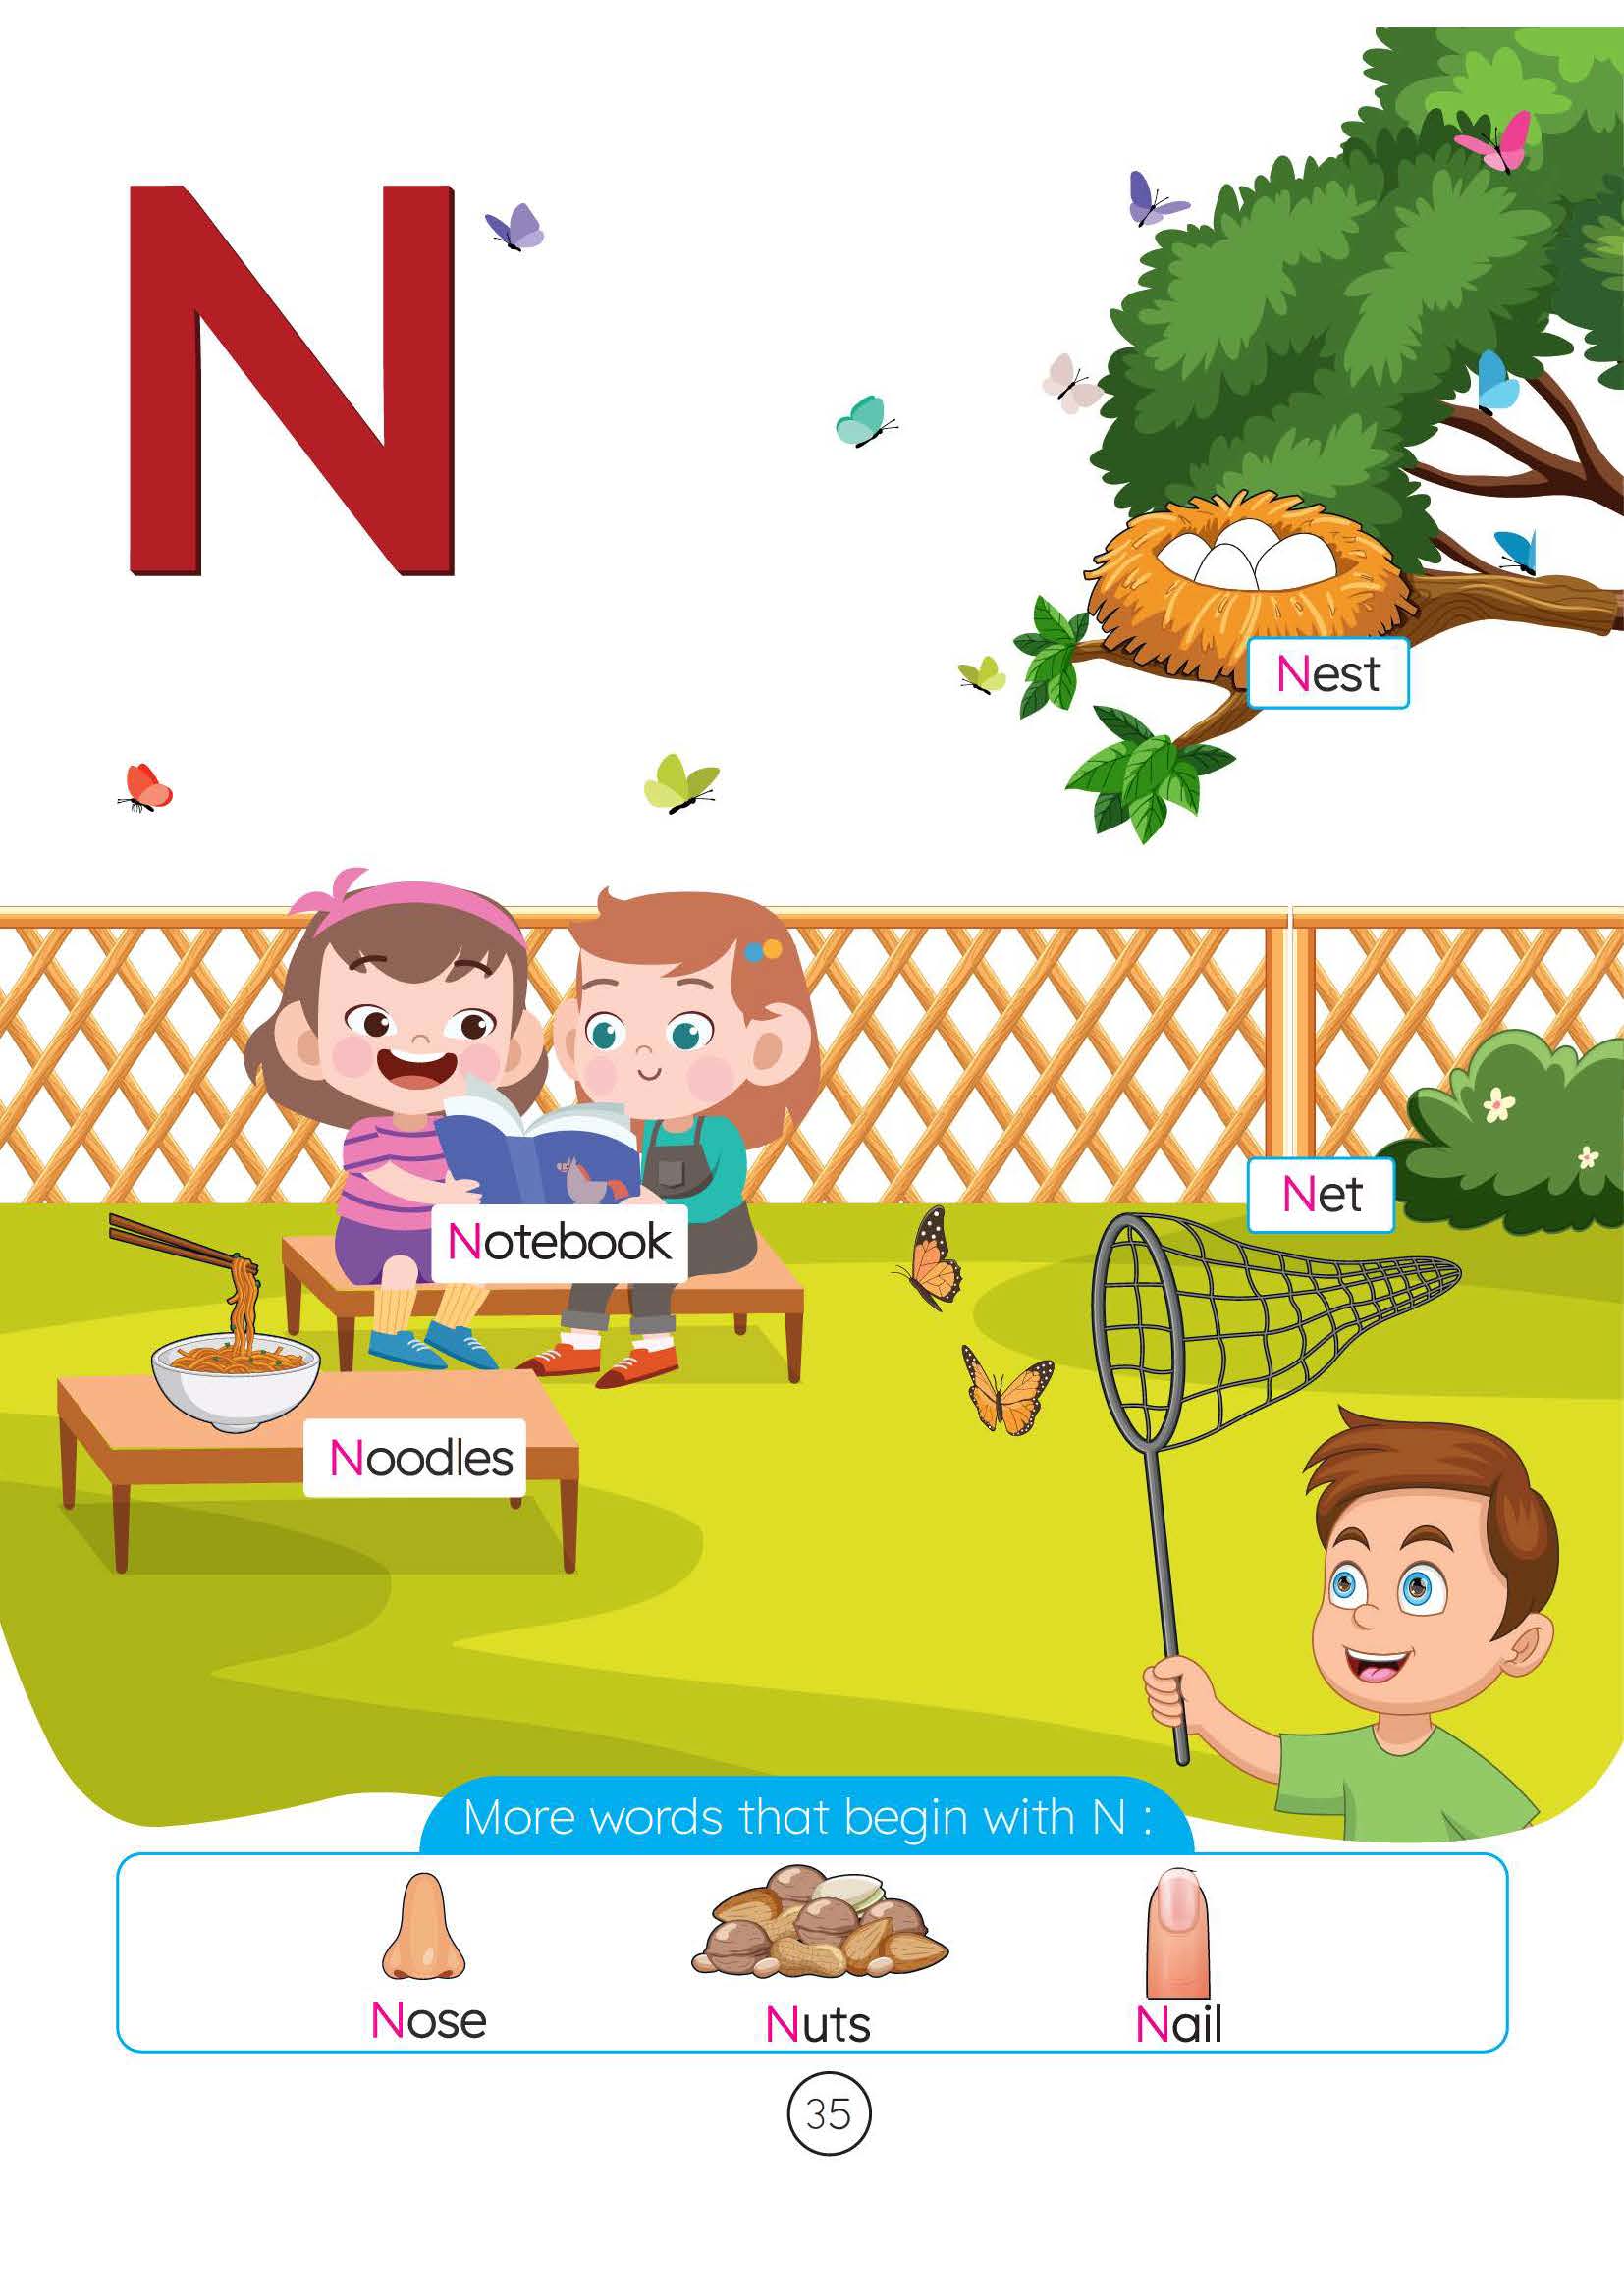 N
Nest
Net
Notebook
Noodles
More words that begin with N :
Nose
Nuts
Nail
35